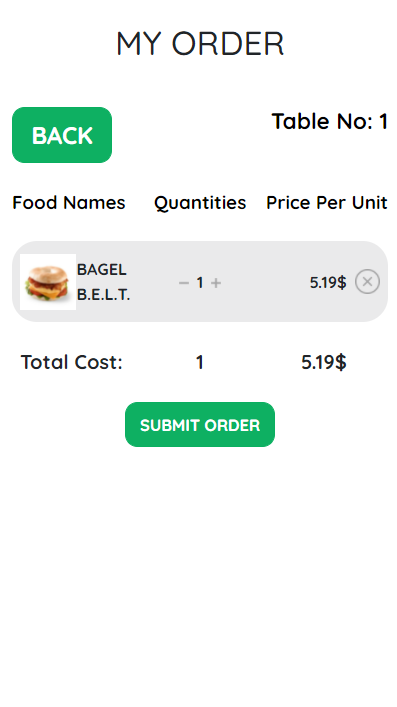 MY ORDER
BACK
Table No: 1
Food Names Quantities Price Per Unit
BAGEL
B.E.L.T.
− 1 + 5.19$
Total Cost: 1 5.19$
SUBMIT ORDER